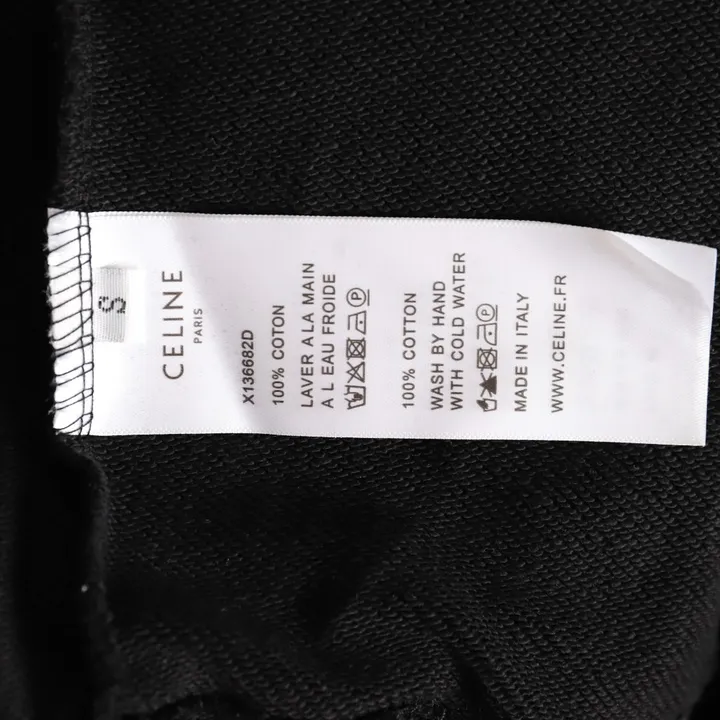 S
CELINE
PARIS
X136682D
100% COTON
LAVER A LA MAIN
A L EAU FROIDE
P
100% COTTON
WASH BY HAND
WITH COLD WATER
P
MADE IN ITALY
WWW.CELINE.FR